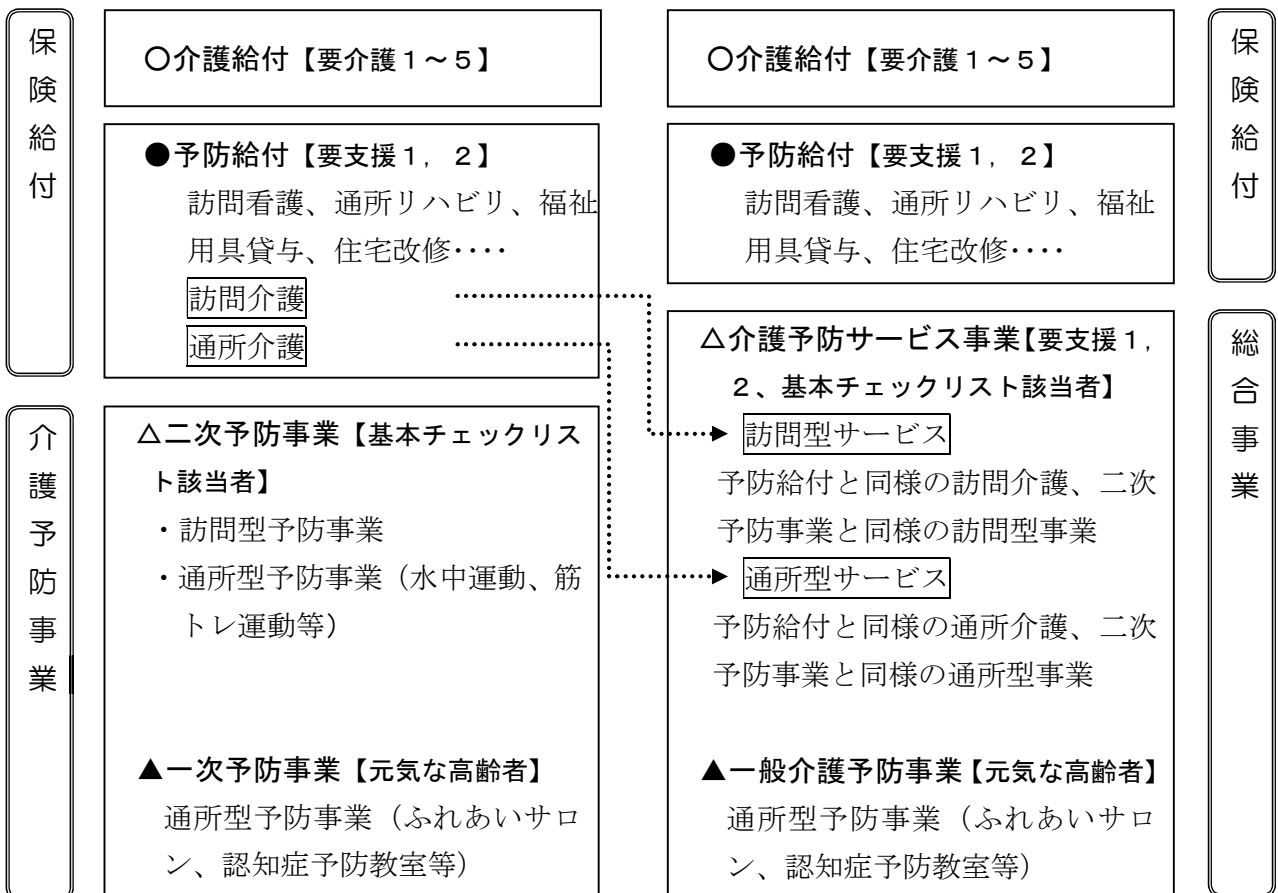 保険給付
〇介護給付【要介護1～5】
●予防給付【要支援1，2】
訪問看護、通所リハビリ、福祉
用具貸与、住宅改修････
訪問介護
通所介護
介護予防事業
△二次予防事業【基本チェックリス
ト該当者】
・訪問型予防事業
・通所型予防事業（水中運動、筋
トレ運動等）
▲一次予防事業【元気な高齢者】
通所型予防事業（ふれあいサロ
ン、認知症予防教室等）
〇介護給付【要介護1～5】
●予防給付【要支援1，2】
訪問看護、通所リハビリ、福祉
用具貸与、住宅改修････
保険給付
△介護予防サービス事業【要支援1，
2、基本チェックリスト該当者】
訪問型サービス
予防給付と同様の訪問介護、二次
予防事業と同様の訪問型事業
通所型サービス
予防給付と同様の通所介護、二次
予防事業と同様の通所型事業
▲一般介護予防事業【元気な高齢者】
通所型予防事業（ふれあいサロ
ン、認知症予防教室等）
総合事業